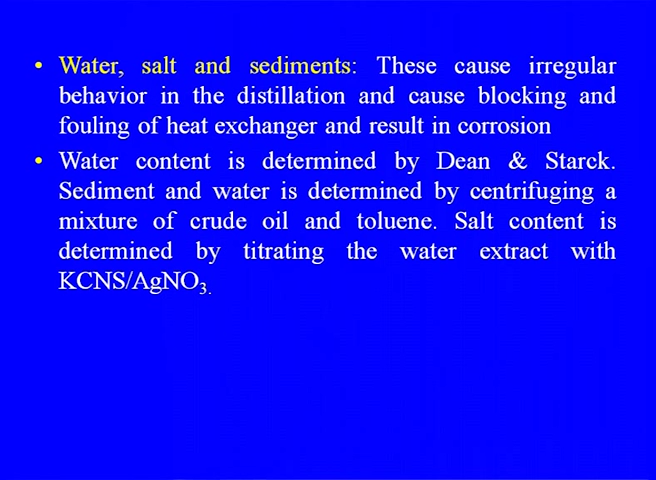 • Water, salt and sediments: These cause irregular
behavior in the distillation and cause blocking and
fouling of heat exchanger and result in corrosion
• Water content is determined by Dean & Starck.
Sediment and water is determined by centrifuging a
mixture of crude oil and toluene. Salt content is
determined by titrating the water extract with
KCNS/AgNO₃.